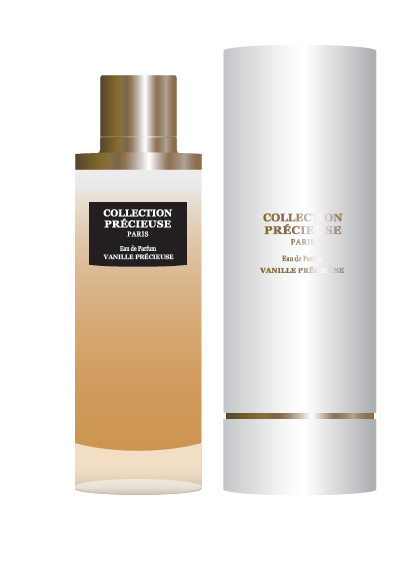 COLLECTION
PRÉCIEUSE
PARIS
Eau de Parfum
VANILLE PRÉCIEUSE
COLLECTION
PRÉCIEUSE
PARIS
Eau de Parfum
VANILLE PRÉCIEUSE